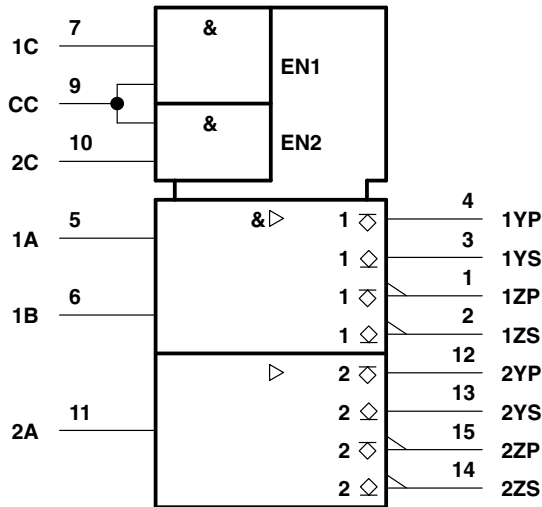 7 &
1C
EN1
9
CC
&
10 EN2
2C
& ▷ 1 4 1YP
5
1A
1 3 1YS
1 1 1ZP
6
1B
1 2 1ZS
▷ 2 12 2YP
2 13 2YS
11
2A
2 15 2ZP
2 14 2ZS